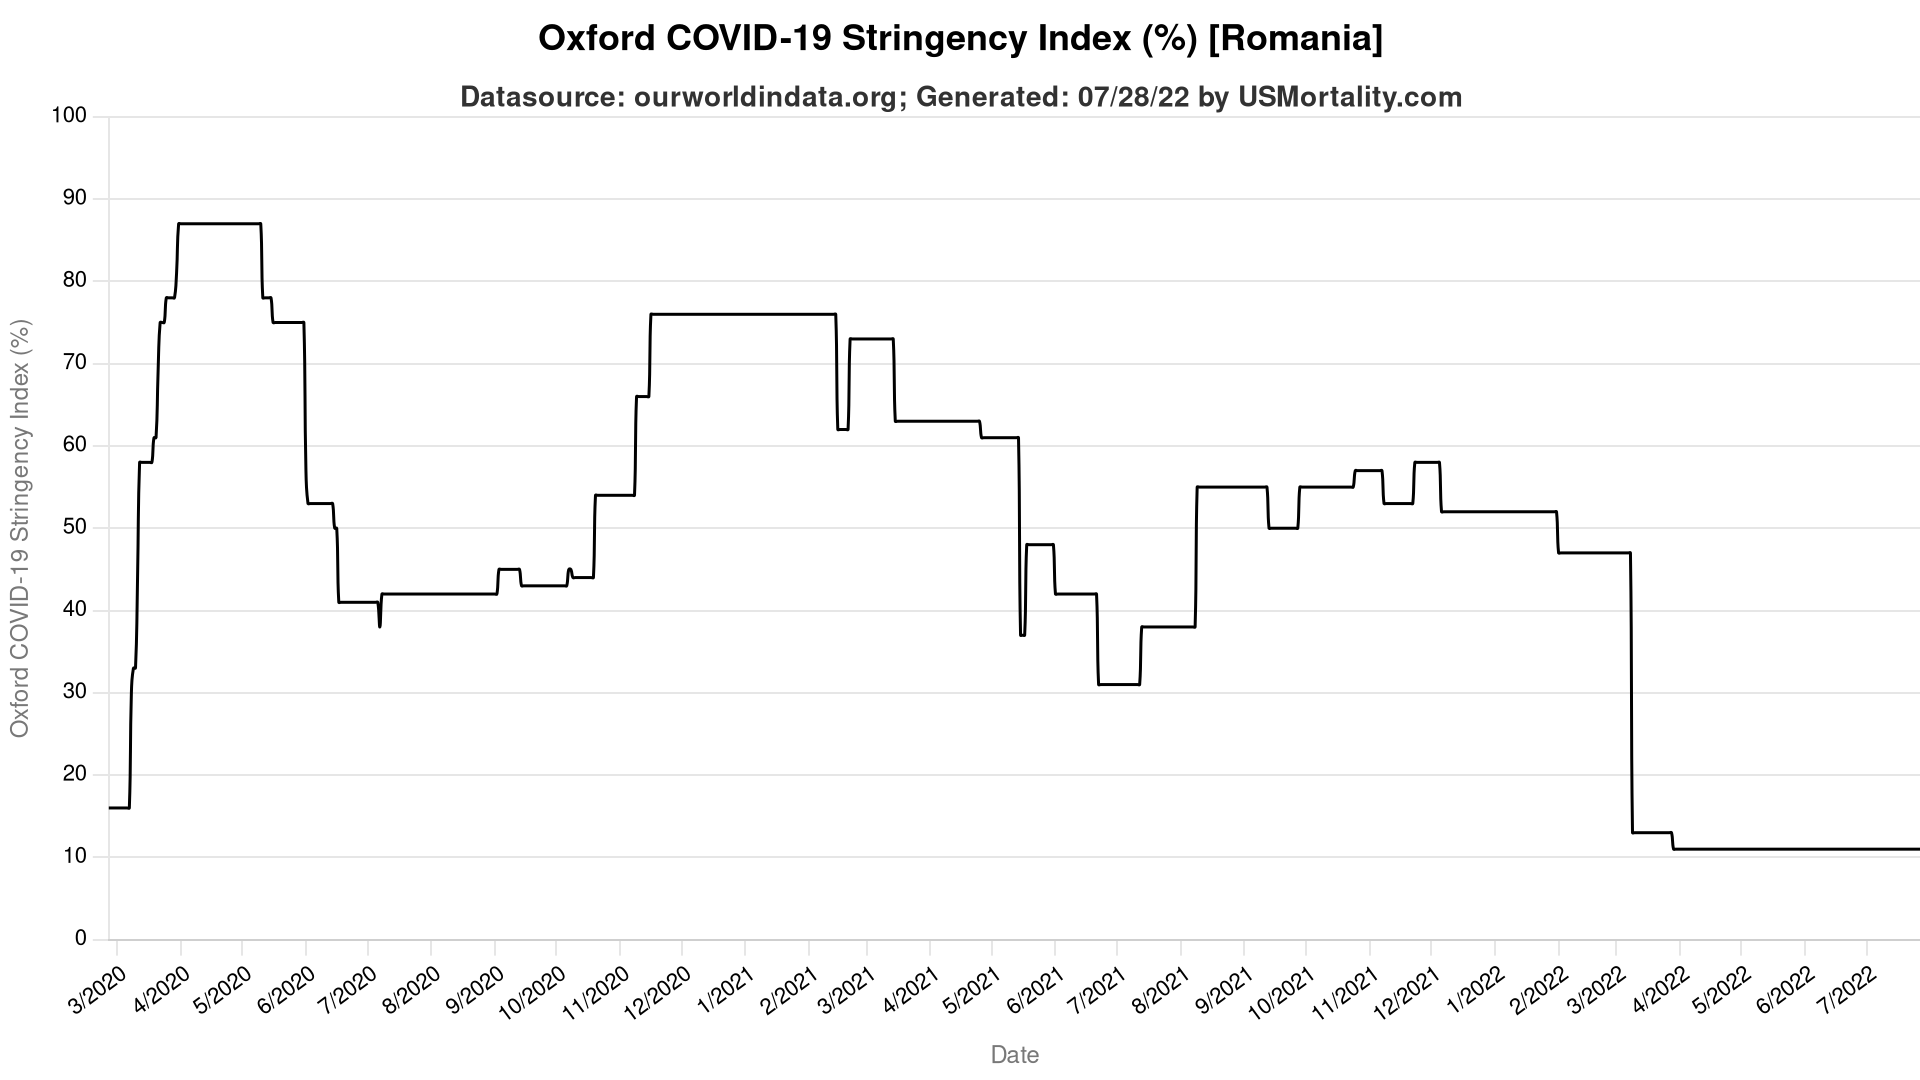 Oxford COVID-19 Stringency Index (%) [Romania]
Datasource: ourworldindata.org; Generated: 07/28/22 by USMortality.com
Oxford COVID-19 Stringency Index (%)
100
90
80
70
60
50
40
30
20
10
0
3/2020 4/2020 5/2020 6/2020 7/2020 8/2020 9/2020 10/2020 11/2020 12/2020 1/2021 2/2021 3/2021 4/2021 5/2021 6/2021 7/2021 8/2021 9/2021 10/2021 11/2021 12/2021 1/2022 2/2022 3/2022 4/2022 5/2022 6/2022 7/2022
Date